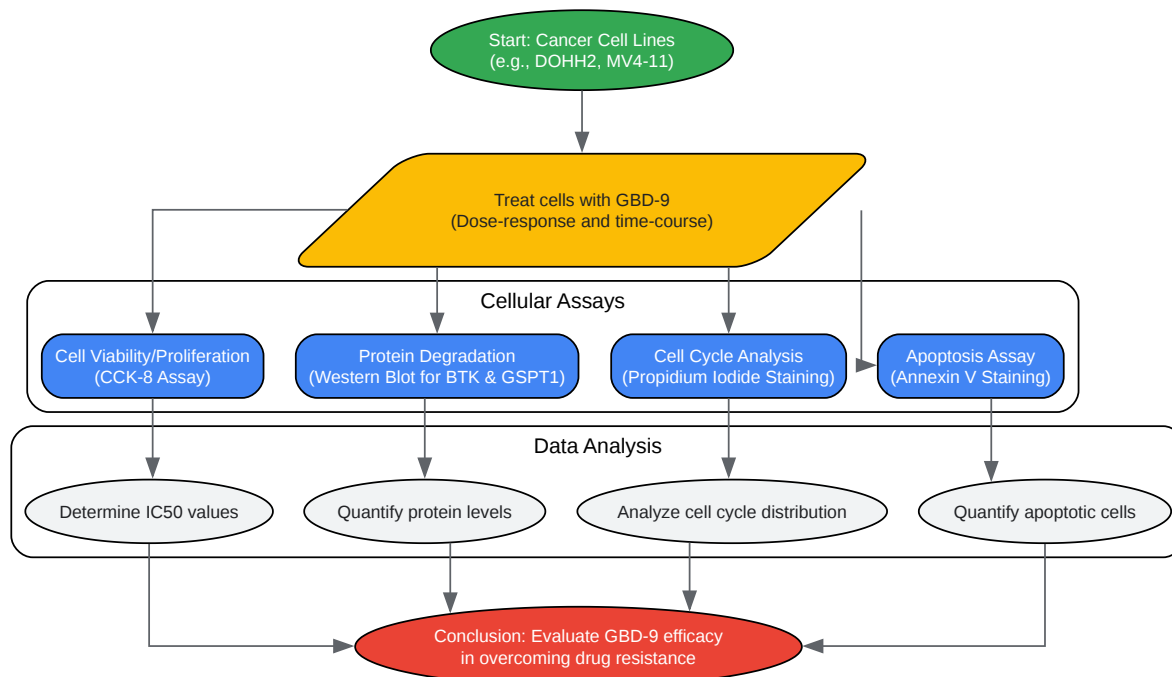 Start: Cancer Cell Lines
(e.g., DOHH2, MV4-11)
Treat cells with GBD-9
(Dose-response and time-course)
Cellular Assays
Cell Viability/Proliferation
(CCK-8 Assay)
Protein Degradation
(Western Blot for BTK & GSPT1)
Cell Cycle Analysis
(Propidium Iodide Staining)
Apoptosis Assay
(Annexin V Staining)
Data Analysis
Determine IC50 values
Quantify protein levels
Analyze cell cycle distribution
Quantify apoptotic cells
Conclusion: Evaluate GBD-9 efficacy
in overcoming drug resistance